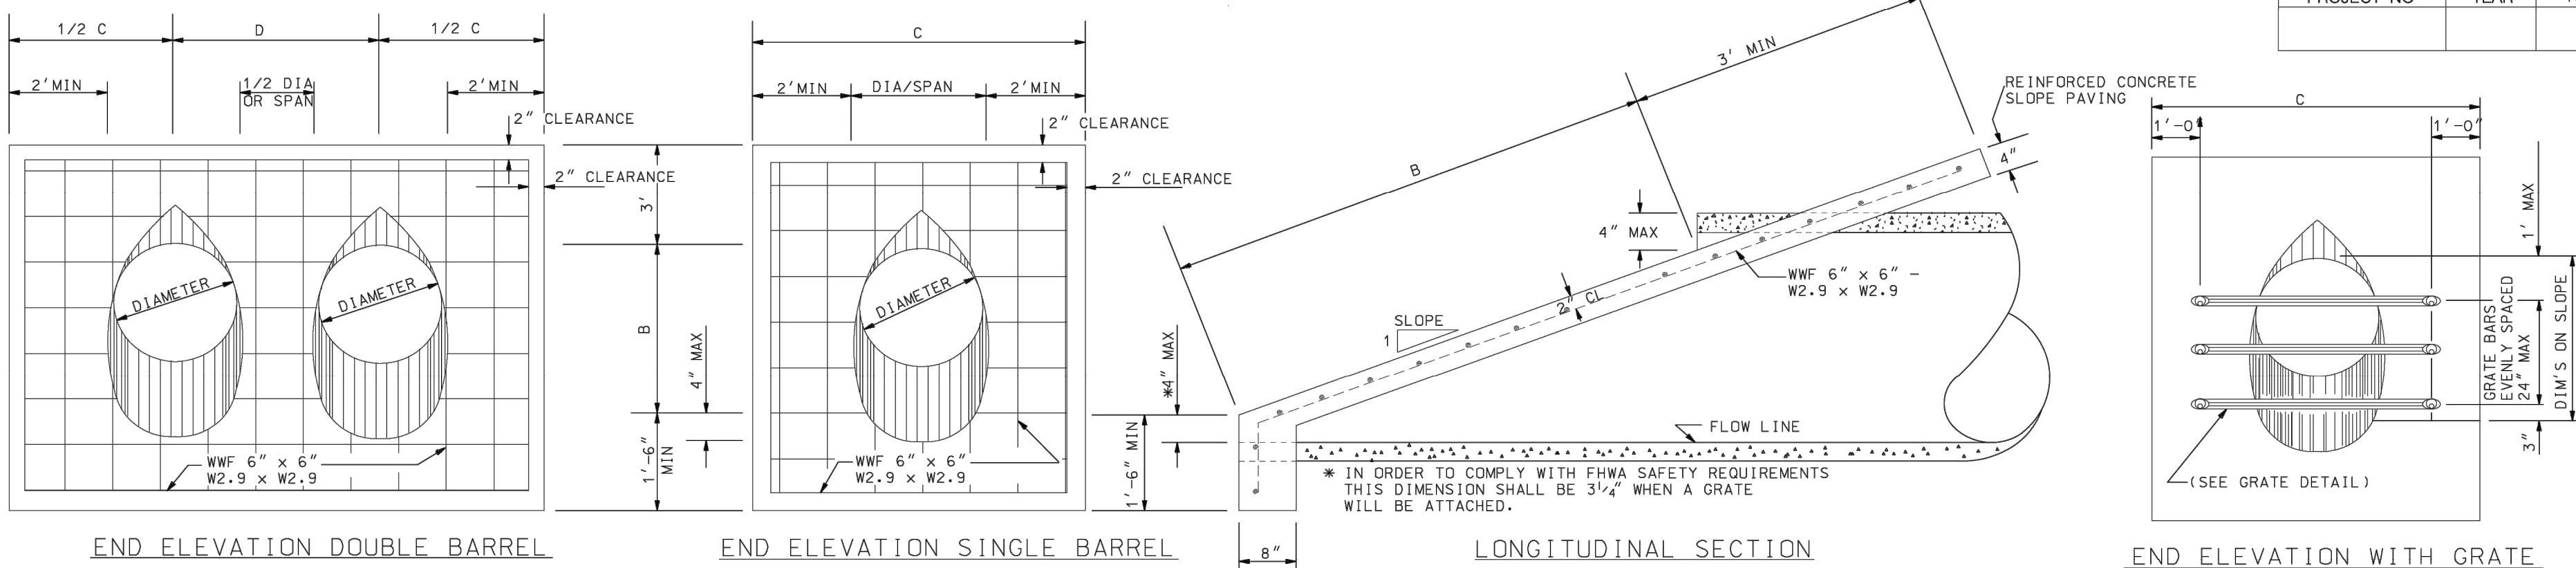 1/2 C
D
1/2 C
2'MIN
1/2 DIA
OR SPAN
2'MIN
2" CLEARANCE
2" CLEARANCE
3'
B
1'-6"
MIN
4" MAX
DIAMETER
DIAMETER
WWF 6" x 6"
W2.9 x W2.9
END ELEVATION DOUBLE BARREL
C
2'MIN
DIA/SPAN
2'MIN
2" CLEARANCE
2" CLEARANCE
DIAMETER
WWF 6" x 6"
W2.9 x W2.9
END ELEVATION SINGLE BARREL
3' MIN
B
REINFORCED CONCRETE
SLOPE PAVING
4"
4" MAX
WWF 6" x 6" -
W2.9 x W2.9
2" CL
SLOPE
1
*4" MAX
1'-6" MIN
FLOW LINE
* IN ORDER TO COMPLY WITH FHWA SAFETY REQUIREMENTS
THIS DIMENSION SHALL BE 3 1/4" WHEN A GRATE
WILL BE ATTACHED.
8"
LONGITUDINAL SECTION
PROJECT NO
YEAR
C
1'-0"
1'-0"
1' MAX
GRATE BARS
EVENLY SPACED
24" MAX
DIM'S ON SLOPE
3"
(SEE GRATE DETAIL)
END ELEVATION WITH GRATE